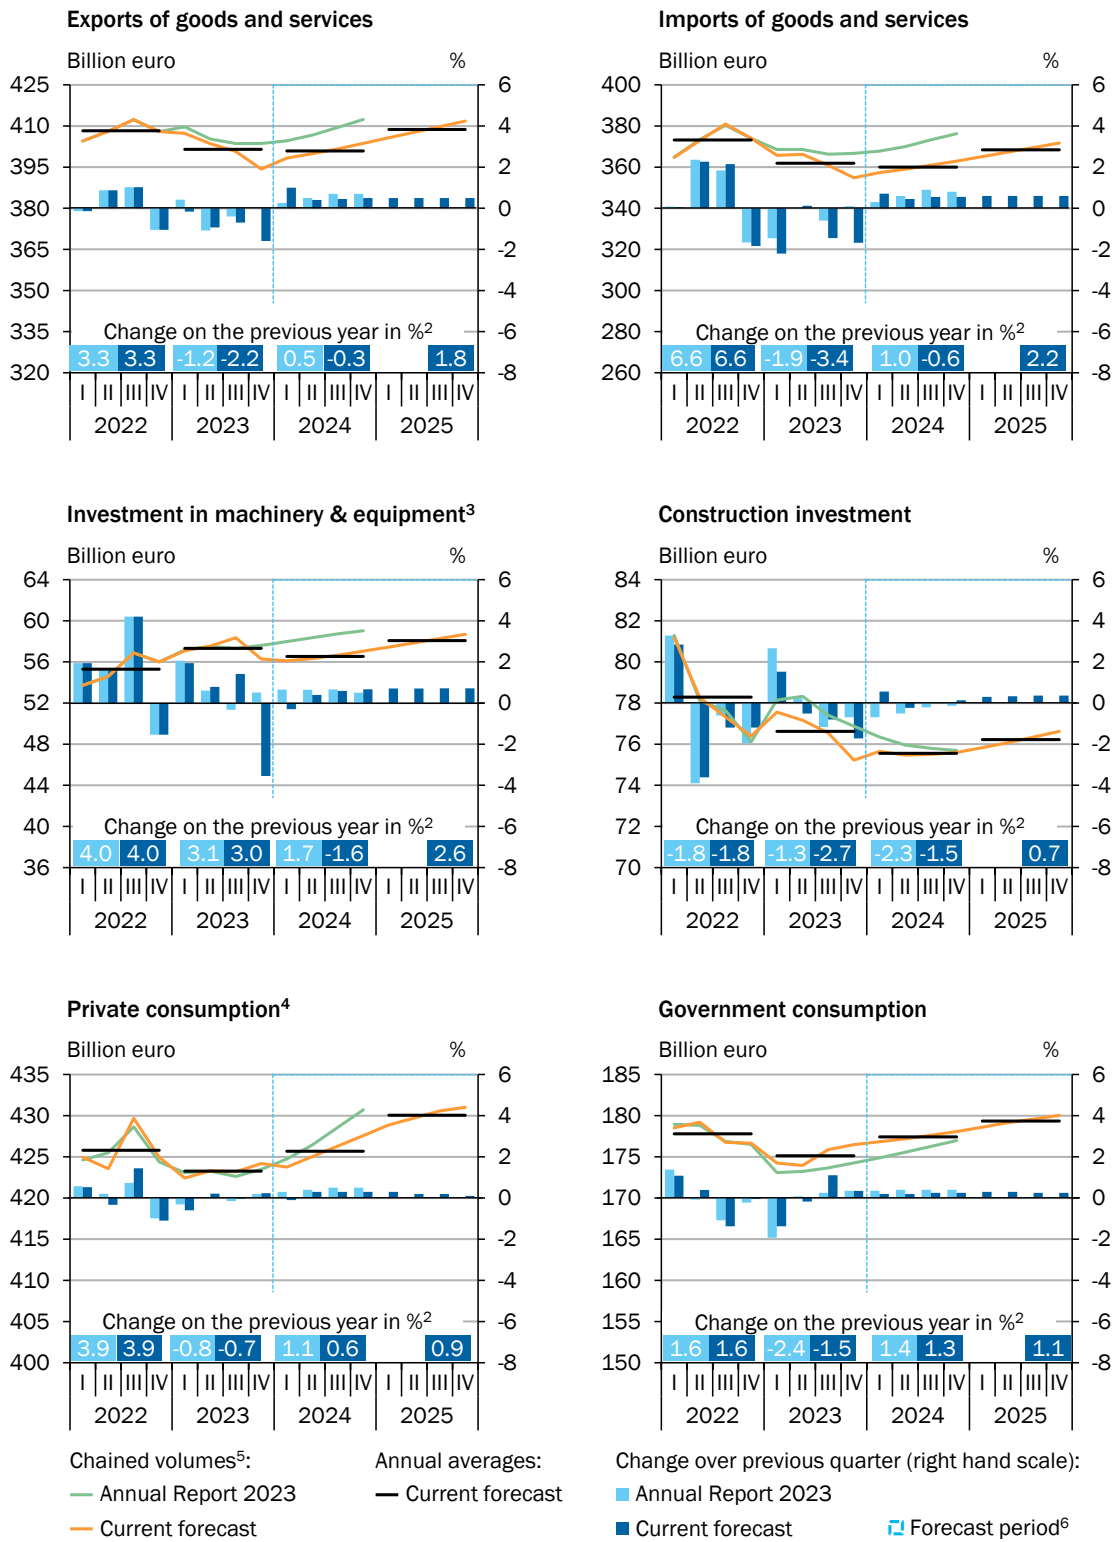 Exports of goods and services
Billion euro %
425 6
410 4
395 2
380 0
365 -2
350 -4
335 -6
Change on the previous year in %2
3.3 3.3 -1.2 -2.2 0.5 -0.3 1.8
320 -8
I II III IV I II III IV I II III IV I II III IV
2022 2023 2024 2025
Imports of goods and services
Billion euro %
400 6
380 4
360 2
340 0
320 -2
300 -4
280 -6
Change on the previous year in %2
6.6 6.6 -1.9 -3.4 1.0 -0.6 2.2
260 -8
I II III IV I II III IV I II III IV I II III IV
2022 2023 2024 2025
Investment in machinery & equipment3
Billion euro %
64 6
60 4
56 2
52 0
48 -2
44 -4
40 -6
Change on the previous year in %2
4.0 4.0 3.1 3.0 1.7 -1.6 2.6
36 -8
I II III IV I II III IV I II III IV I II III IV
2022 2023 2024 2025
Construction investment
Billion euro %
84 6
82 4
80 2
78 0
76 -2
74 -4
72 -6
Change on the previous year in %2
-1.8 -1.8 -1.3 -2.7 -2.3 -1.5 0.7
70 -8
I II III IV I II III IV I II III IV I II III IV
2022 2023 2024 2025
Private consumption4
Billion euro %
435 6
430 4
425 2
420 0
415 -2
410 -4
405 -6
Change on the previous year in %2
3.9 3.9 -0.8 -0.7 1.1 0.6 0.9
400 -8
I II III IV I II III IV I II III IV I II III IV
2022 2023 2024 2025
Government consumption
Billion euro %
185 6
180 4
175 2
170 0
165 -2
160 -4
155 -6
Change on the previous year in %2
1.6 1.6 -2.4 -1.5 1.4 1.3 1.1
150 -8
I II III IV I II III IV I II III IV I II III IV
2022 2023 2024 2025
Chained volumes5:
Annual Report 2023
Current forecast
Annual averages:
Current forecast
Change over previous quarter (right hand scale):
Annual Report 2023
Current forecast
Forecast period6